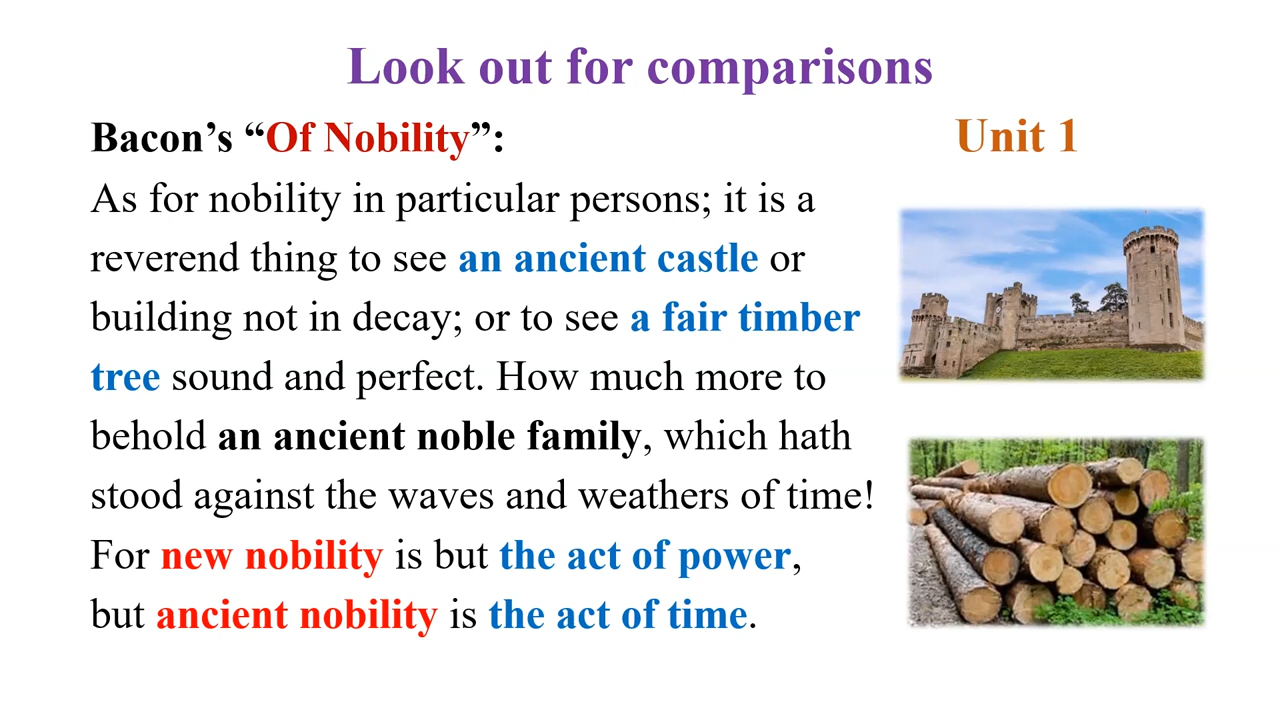 Look out for comparisons
Bacon’s “Of Nobility”:
Unit 1
As for nobility in particular persons; it is a
reverend thing to see an ancient castle or
building not in decay; or to see a fair timber
tree sound and perfect. How much more to
behold an ancient noble family, which hath
stood against the waves and weathers of time!
For new nobility is but the act of power,
but ancient nobility is the act of time.